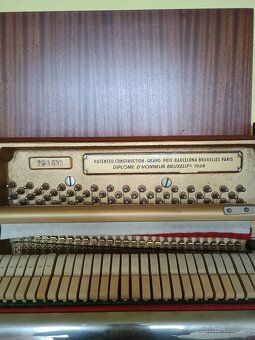 PATENTED CONSTRUCTION - GRAND PRIX: BARCELONA BRUXELLES PARIS
DIPLOME D'HONNEUR BRUXELLES 1958